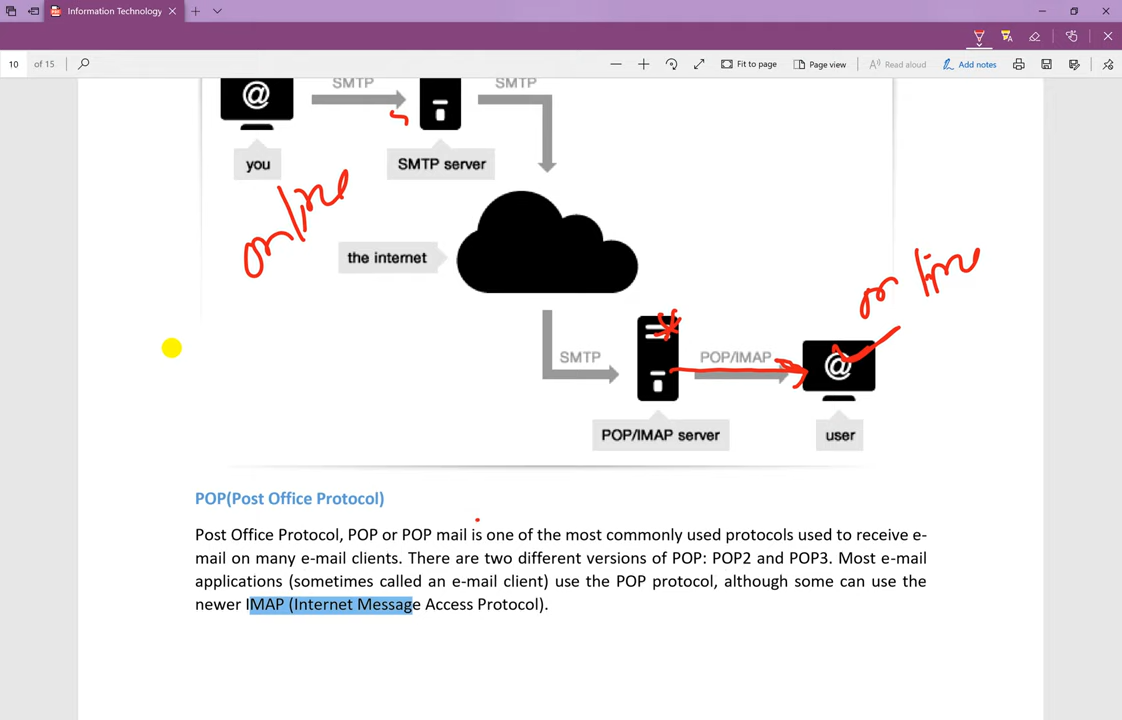 Information Technology
10 of 15
Fit to page
Page view
Read aloud
Add notes
SMTP
SMTP
you
SMTP server
online
the internet
on line
SMTP
POP/IMAP
POP/IMAP server
user
POP(Post Office Protocol)
Post Office Protocol, POP or POP mail is one of the most commonly used protocols used to receive e-
mail on many e-mail clients. There are two different versions of POP: POP2 and POP3. Most e-mail
applications (sometimes called an e-mail client) use the POP protocol, although some can use the
newer IMAP (Internet Message Access Protocol).